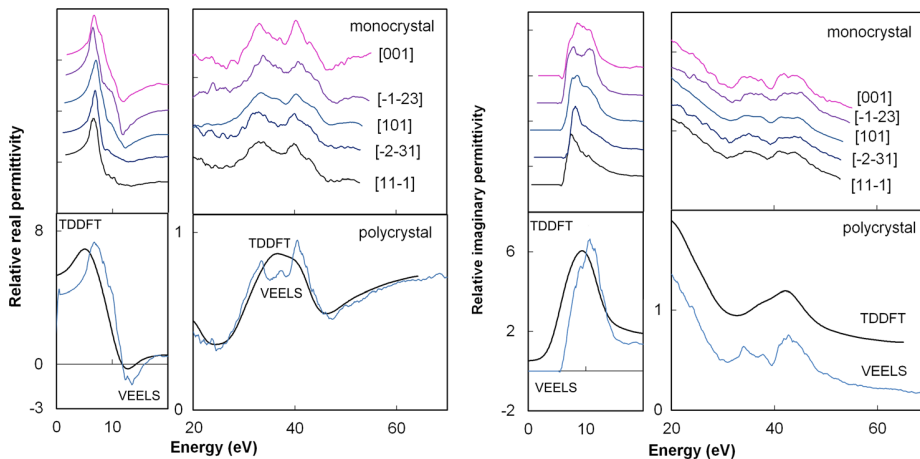 monocrystal
[001]
[-1-23]
[101]
[-2-31]
[11-1]
Relative real permittivity
8
TDDFT
0
VEELS
-3
0
10
1
polycrystal
TDDFT
VEELS
0
20
40
60
Energy (eV)
monocrystal
[001]
[-1-23]
[101]
[-2-31]
[11-1]
Relative imaginary permittivity
TDDFT
6
2
VEELS
-2
0
10
polycrystal
1
TDDFT
VEELS
0
20
40
60
Energy (eV)